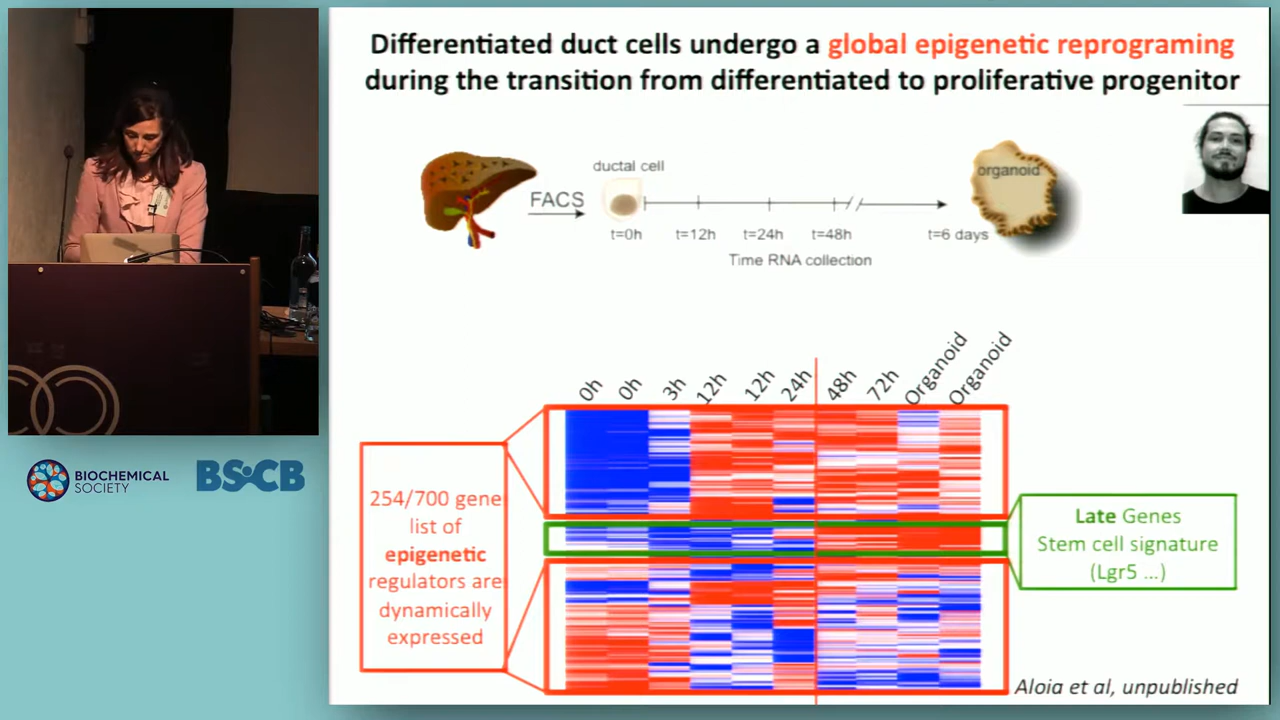 Differentiated duct cells undergo a global epigenetic reprograming
during the transition from differentiated to proliferative progenitor
ductal cell
organoid
FACS
t=0h
t=12h
t=24h
t=48h
t=6 days
Time RNA collection
0h
0h
3h
12h
12h
24h
48h
72h
Organoid
Organoid
254/700 gene
list of
epigenetic
regulators are
dynamically
expressed
Late Genes
Stem cell signature
(Lgr5 ...)
Aloia et al, unpublished
BIOCHEMICAL
SOCIETY
BSCB